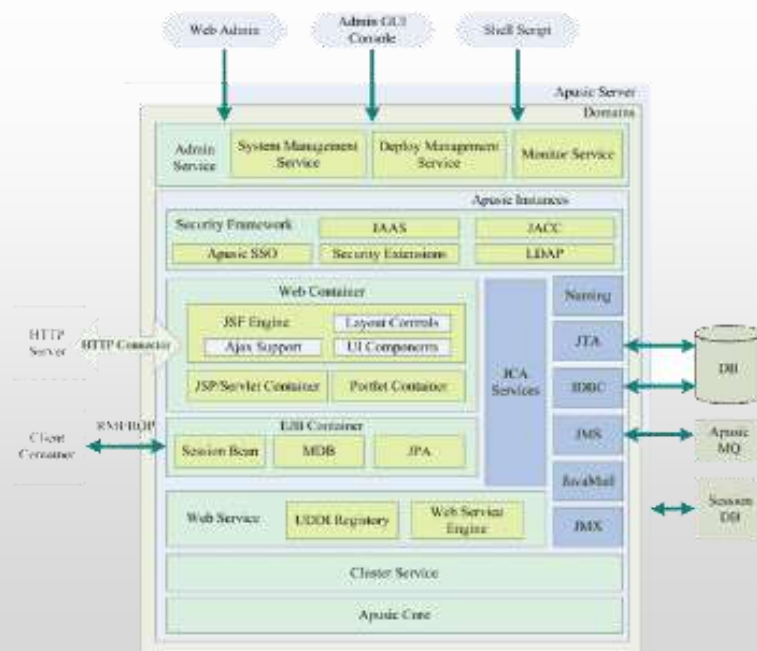 Web Admin
Admin GUI
Console
Shell Script
Apusic Server
Domains
Admin
Service
System Management
Service
Deploy Management
Service
Monitor Service
Apusic Instances
Security Framework
JAAS
JACC
Apusic SSO
Security Extensions
LDAP
Web Container
JSF Engine
Layout Controls
Ajax Support
UI Components
JSP/Servlet Container
Portlet Container
JCA
Services
Naming
JTA
JDBC
JMS
JavaMail
JMX
HTTP
Server
HTTP Connector
DB
Client
Container
RMI-IIOP
EJB Container
Session Bean
MDB
JPA
Apusic
MQ
Session
DB
Web Service
UDDI Registory
Web Service
Engine
Cluster Service
Apusic Core